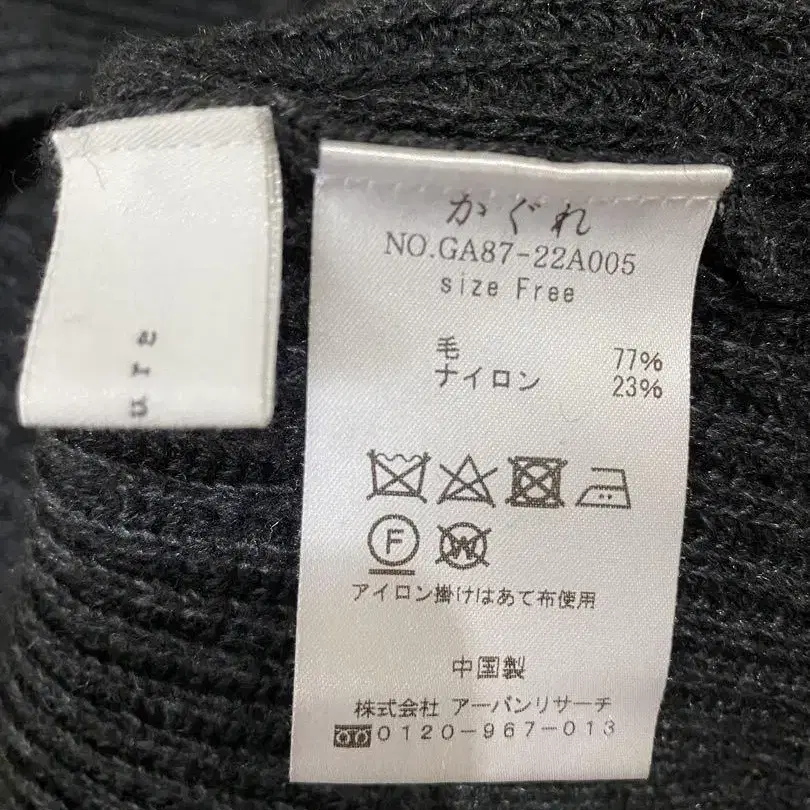 かぐれ
NO.GA87-22A005
size Free
毛 77%
ナイロン 23%
F
W
アイロン掛けはあて布使用
中国製
株式会社 アーバンリサーチ
0120-967-013